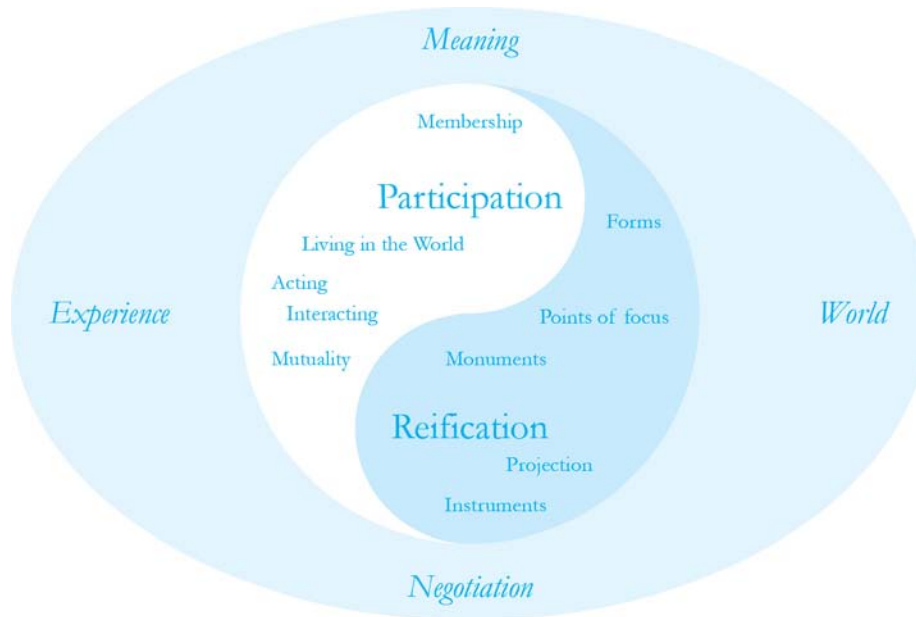 Meaning
Membership
Participation
Forms
Living in the World
Acting
Interacting
Experience
Points of focus
World
Mutuality
Monuments
Reification
Projection
Instruments
Negotiation